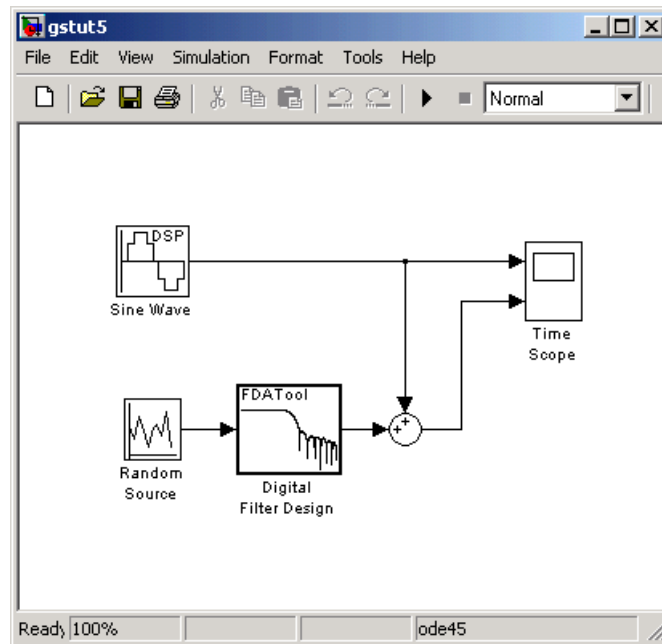 gstut5
File Edit View Simulation Format Tools Help
Normal
DSP
Sine Wave
Time
Scope
FDATool
Random
Source
Digital
Filter Design
Ready 100% ode45